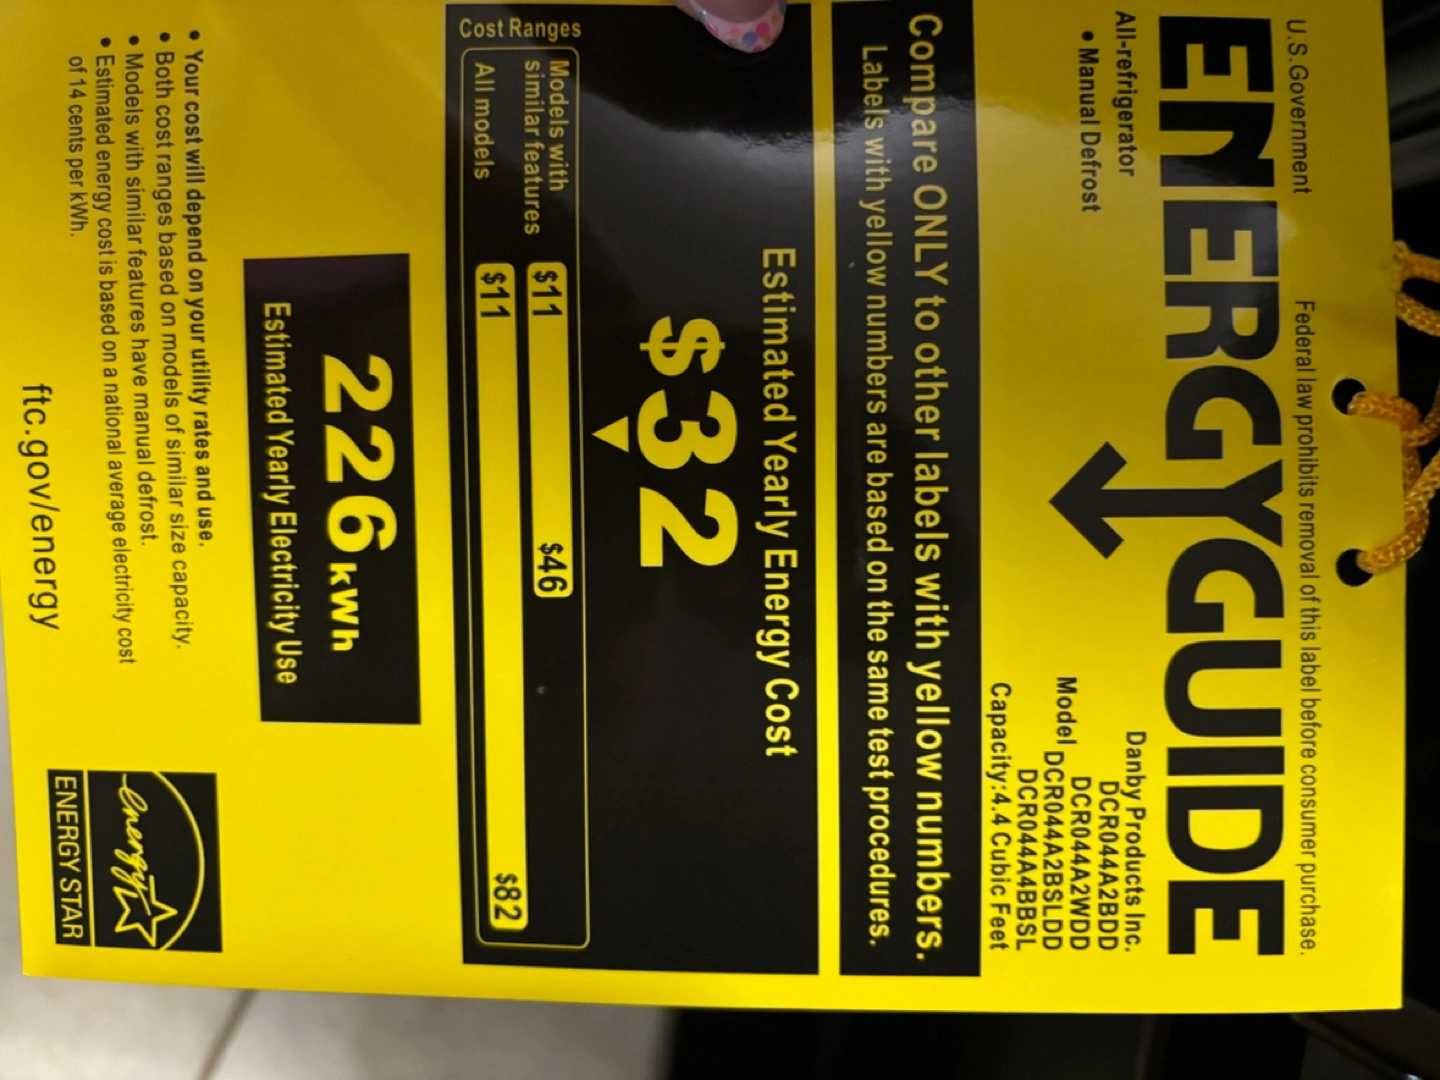 U.S. Government
Federal law prohibits removal of this label before consumer purchase.
ENERGYGUIDE
All-refrigerator
• Manual Defrost
Danby Products Inc.
DCR044A2BDD
Model DCR044A2WDD
DCR044A2BSLDD
DCR044A4BBSL
Capacity:4.4 Cubic Feet
Compare ONLY to other labels with yellow numbers.
Labels with yellow numbers are based on the same test procedures.
Estimated Yearly Energy Cost
$32
Cost Ranges
Models with
similar features
$11
$46
All models
$11
$82
226 kWh
Estimated Yearly Electricity Use
• Your cost will depend on your utility rates and use.
• Both cost ranges based on models of similar size capacity.
• Models with similar features have manual defrost.
• Estimated energy cost is based on a national average electricity cost
of 14 cents per kWh.
ftc.gov/energy
energy
ENERGY STAR